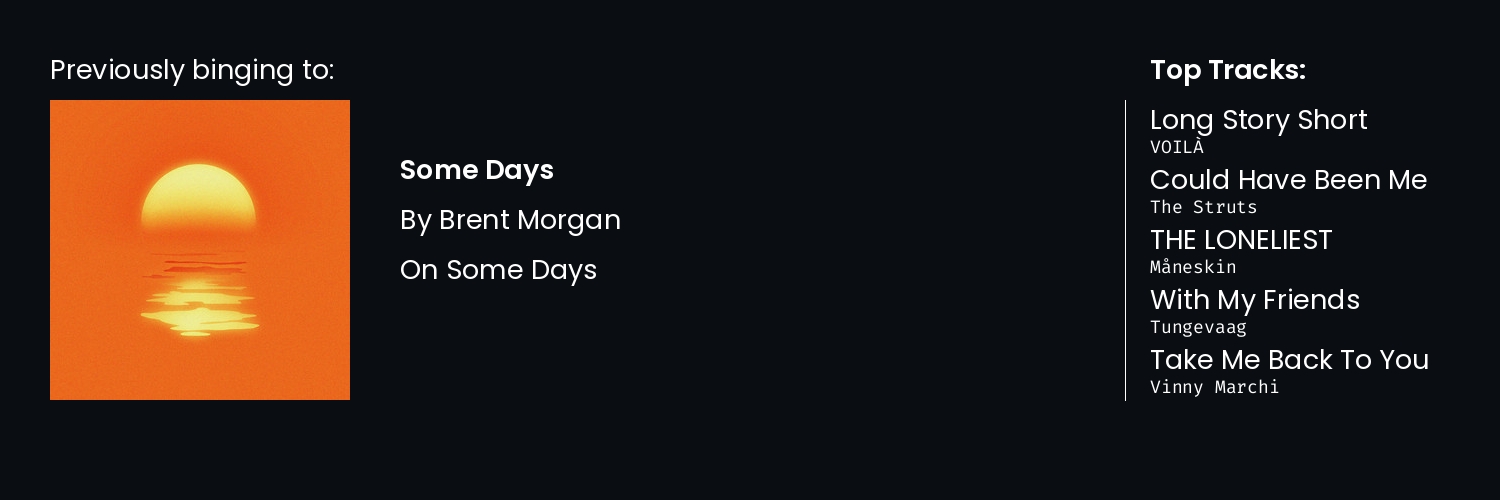 Previously binging to:
Some Days
By Brent Morgan
On Some Days
Top Tracks:
Long Story Short
VOILÀ
Could Have Been Me
The Struts
THE LONELIEST
Måneskin
With My Friends
Tungevaag
Take Me Back To You
Vinny Marchi